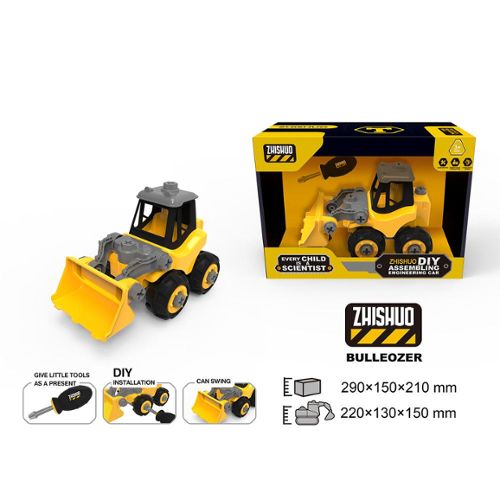 ZHISHUO
3+
EVERY CHILD
IS A
SCIENTIST
ZHISHUO DIY
ASSEMBLING
ENGINEERING CAR
ZHISHUO
BULLEOZER
GIVE LITTLE TOOLS
AS A PRESENT
DIY
INSTALLATION
CAN SWING
290×150×210 mm
220×130×150 mm